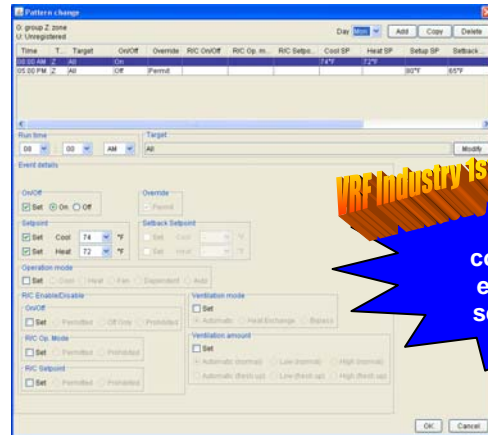 Pattern change
O: group Z: zone
U: Unregistered
Day Mon Add Copy Delete
Time T... Target On/Off Override R/C On/Off R/C Op. m... R/C Setpo... Cool SP Heat SP Setup SP Setback...
08:00 AM Z All On 74°F 72°F
05:00 PM Z All Off Permit 80°F 65°F
Run time
08 00 AM
Target
All Modify
Event details
On/Off
Set On Off
Override
Permit
Setpoint
Set Cool 74 °F
Set Heat 72 °F
Setback Setpoint
Set Cool - °F
Set Heat - °F
Operation mode
Set Cool Heat Fan Dependent Auto
R/C Enable/Disable
On/Off
Set Permitted Off Only Prohibited
R/C Op. Mode
Set Permitted Prohibited
R/C Setpoint
Set Permitted Prohibited
Ventilation mode
Set
Automatic Heat Exchange Bypass
Ventilation amount
Set
Automatic (normal) Low (normal) High (normal)
Automatic (fresh up) Low (fresh up) High (fresh up)
OK Cancel
VRF Industry 1s
co
e
se